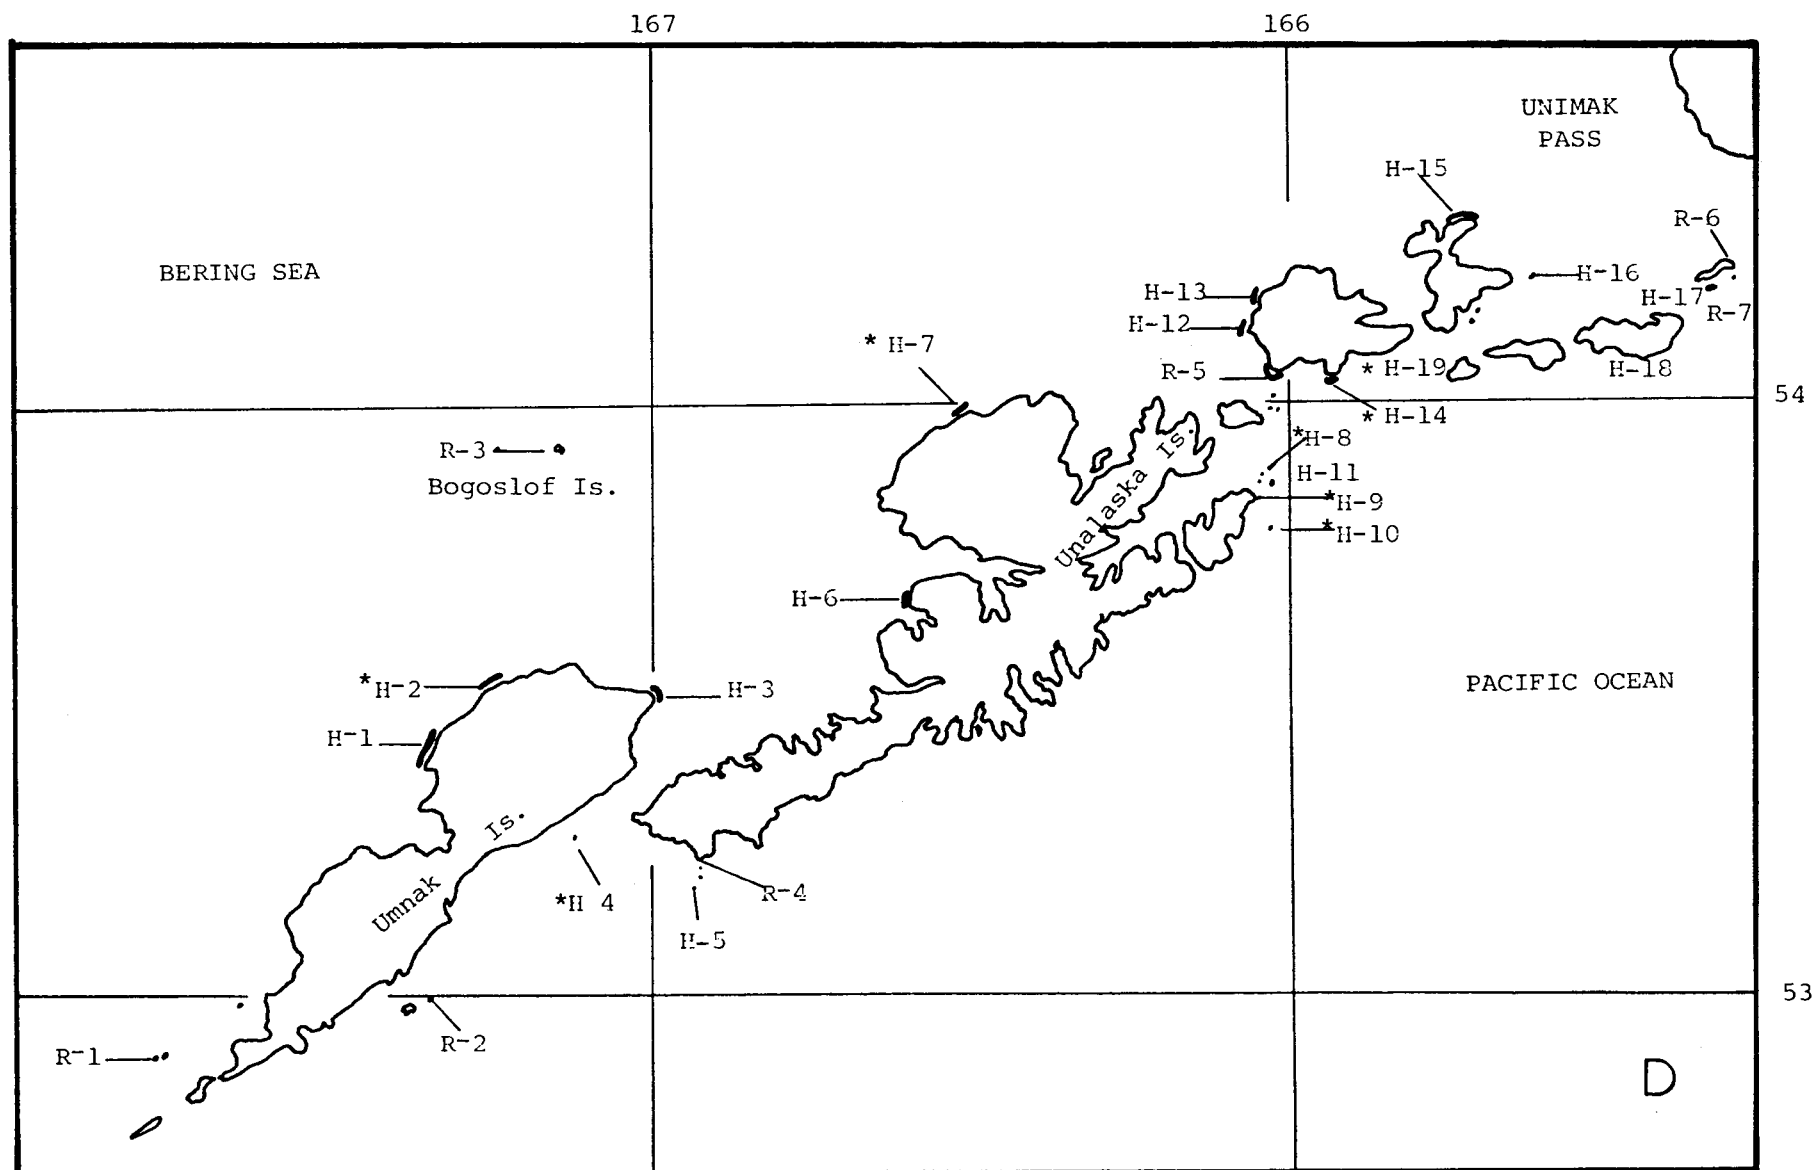 167
166
UNIMAK
PASS
H-15
R-6
BERING SEA
H-16
H-13
H-17
R-7
H-12
* H-7
R-5
* H-19
H-18
54
* H-14
*H-8
R-3
Bogoslof Is.
H-11
*H-9
Unalaska Is.
*H-10
H-6
*H-2
H-3
PACIFIC OCEAN
H-1
Umnak Is.
*H 4
R-4
H-5
53
R-2
R-1
D